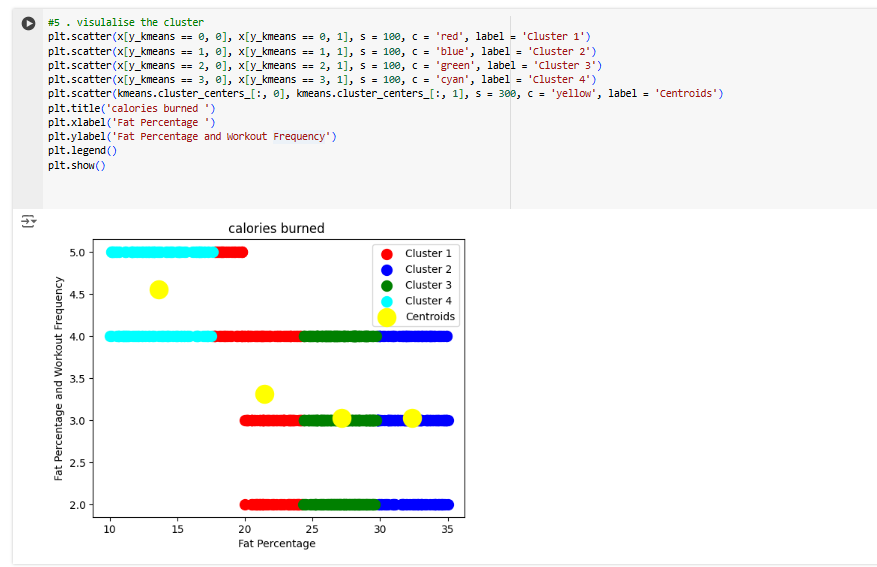 #5 . visulalise the cluster
plt.scatter(x[y_kmeans == 0, 0], x[y_kmeans == 0, 1], s = 100, c = 'red', label = 'Cluster 1')
plt.scatter(x[y_kmeans == 1, 0], x[y_kmeans == 1, 1], s = 100, c = 'blue', label = 'Cluster 2')
plt.scatter(x[y_kmeans == 2, 0], x[y_kmeans == 2, 1], s = 100, c = 'green', label = 'Cluster 3')
plt.scatter(x[y_kmeans == 3, 0], x[y_kmeans == 3, 1], s = 100, c = 'cyan', label = 'Cluster 4')
plt.scatter(kmeans.cluster_centers_[:, 0], kmeans.cluster_centers_[:, 1], s = 300, c = 'yellow', label = 'Centroids')
plt.title('calories burned ')
plt.xlabel('Fat Percentage ')
plt.ylabel('Fat Percentage and Workout Frequency')
plt.legend()
plt.show()
calories burned
Cluster 1
Cluster 2
Cluster 3
Cluster 4
Centroids
Fat Percentage and Workout Frequency
5.0
4.5
4.0
3.5
3.0
2.5
2.0
10 15 20 25 30 35
Fat Percentage